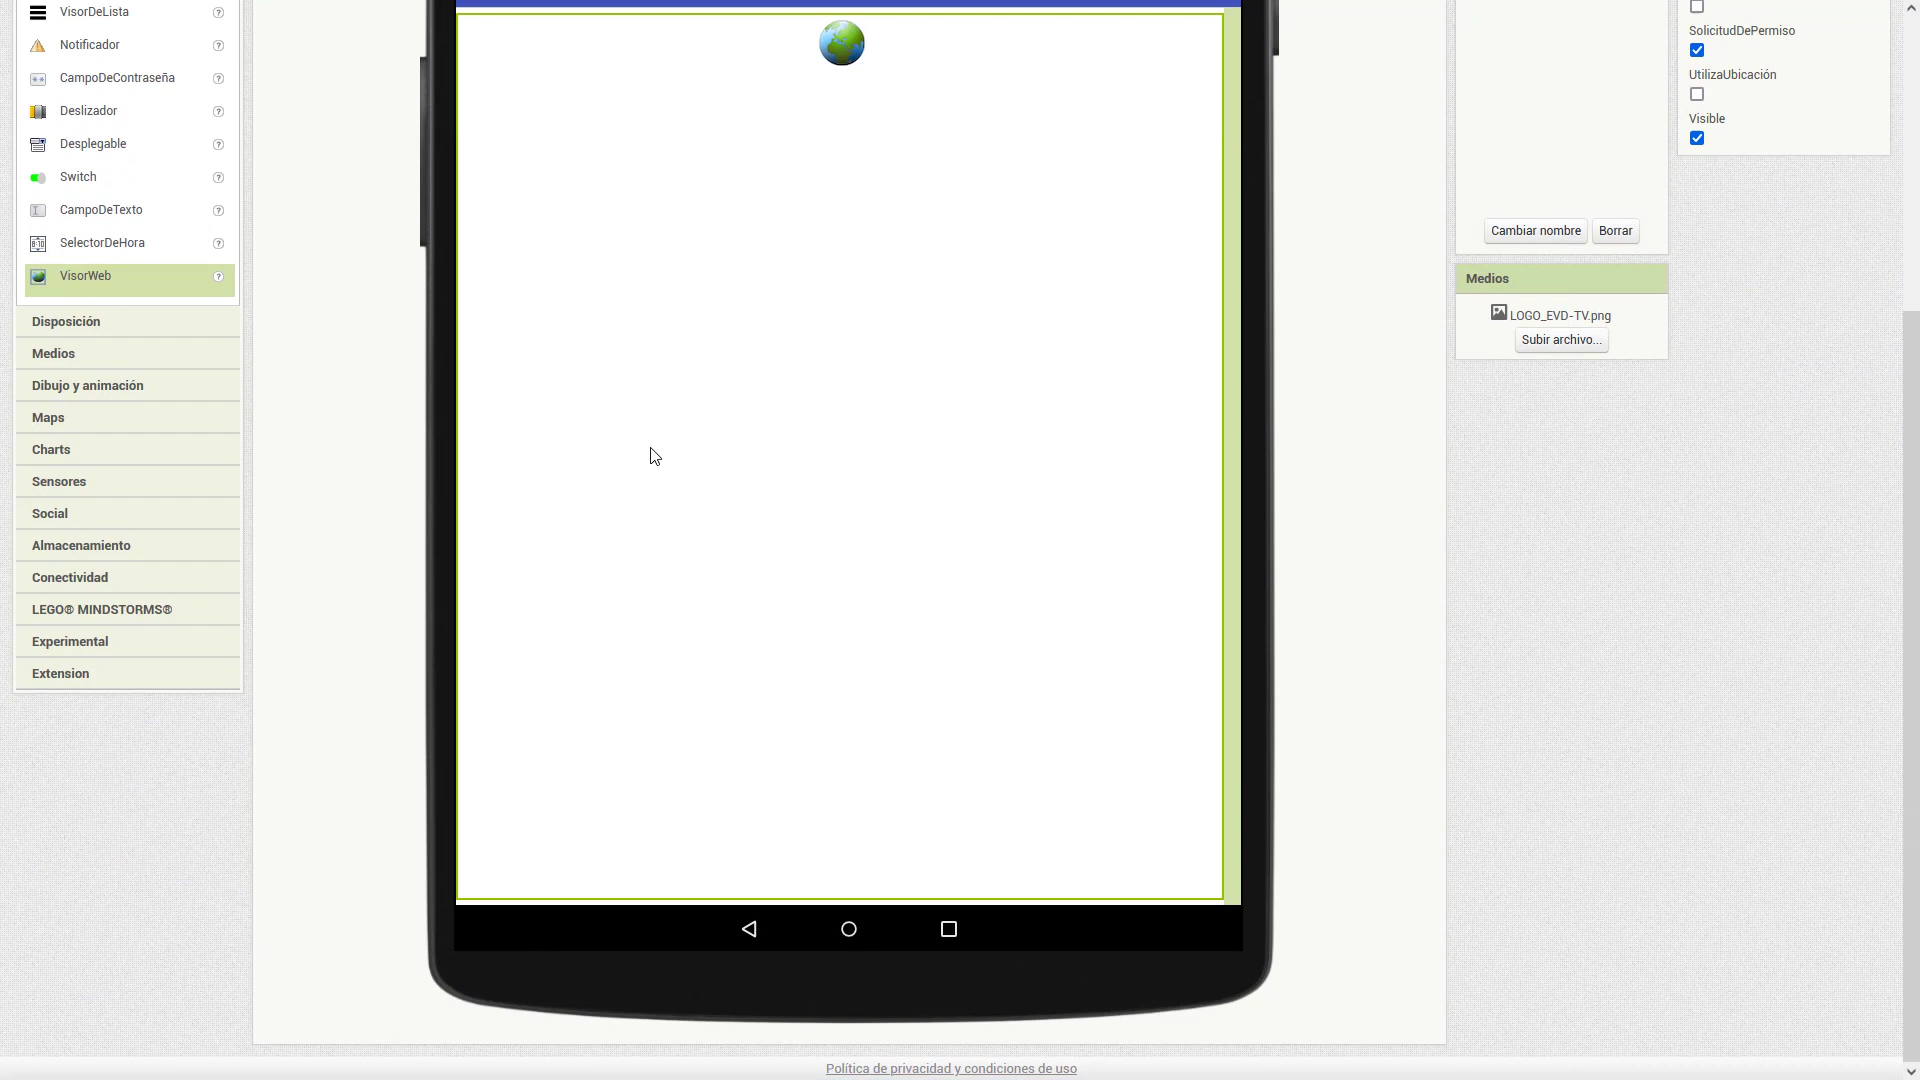 VisorDeLista
Notificador
CampoDeContraseña
Deslizador
Desplegable
Switch
CampoDeTexto
SelectorDeHora
VisorWeb
Disposición
Medios
Dibujo y animación
Maps
Charts
Sensores
Social
Almacenamiento
Conectividad
LEGO® MINDSTORMS®
Experimental
Extension
Cambiar nombre
Borrar
Medios
LOGO_EVD-TV.png
Subir archivo...
SolicitudDePermiso
UtilizaUbicación
Visible
Política de privacidad y condiciones de uso